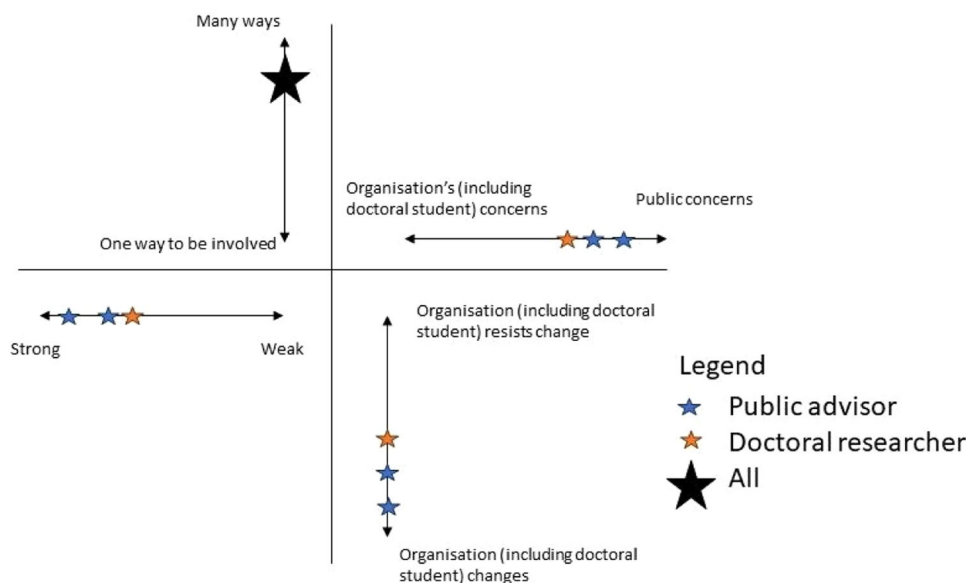 Many ways
Organisation's (including
doctoral student) concerns
Public concerns
One way to be involved
Organisation (including doctoral
student) resists change
Strong
Weak
Legend
Public advisor
Doctoral researcher
All
Organisation (including doctoral
student) changes